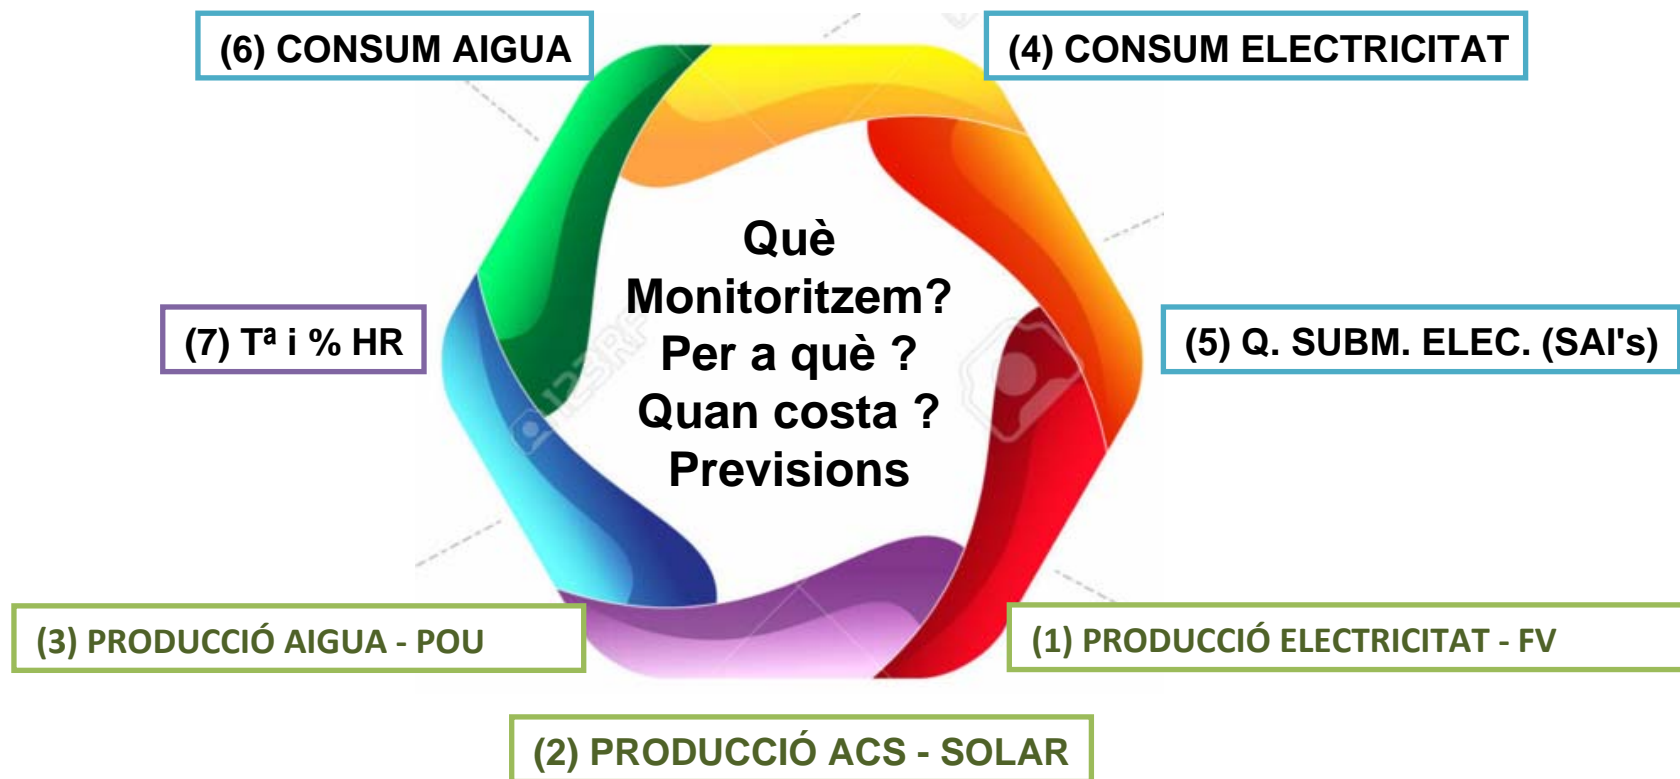 (6) CONSUM AIGUA
(4) CONSUM ELECTRICITAT
Què
Monitoritzem?
Per a què ?
Quan costa ?
Previsions
(7) Tª i % HR
(5) Q. SUBM. ELEC. (SAI's)
(3) PRODUCCIÓ AIGUA - POU
(1) PRODUCCIÓ ELECTRICITAT - FV
(2) PRODUCCIÓ ACS - SOLAR
123RF